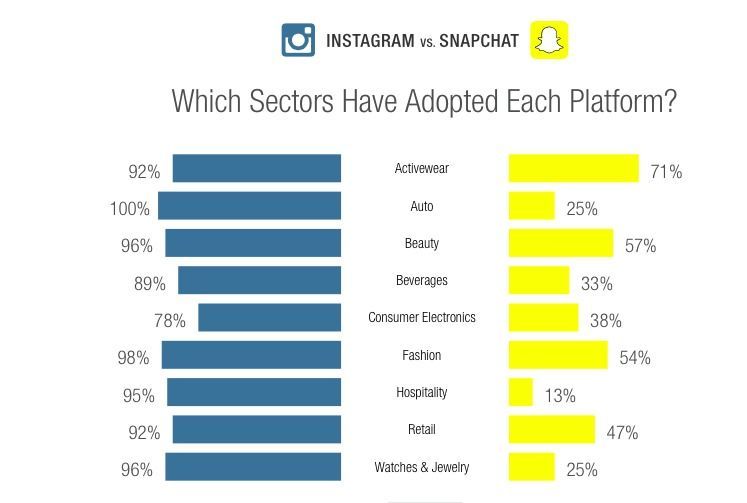 INSTAGRAM vs. SNAPCHAT
Which Sectors Have Adopted Each Platform?
92% Activewear 71%
100% Auto 25%
96% Beauty 57%
89% Beverages 33%
78% Consumer Electronics 38%
98% Fashion 54%
95% Hospitality 13%
92% Retail 47%
96% Watches & Jewelry 25%